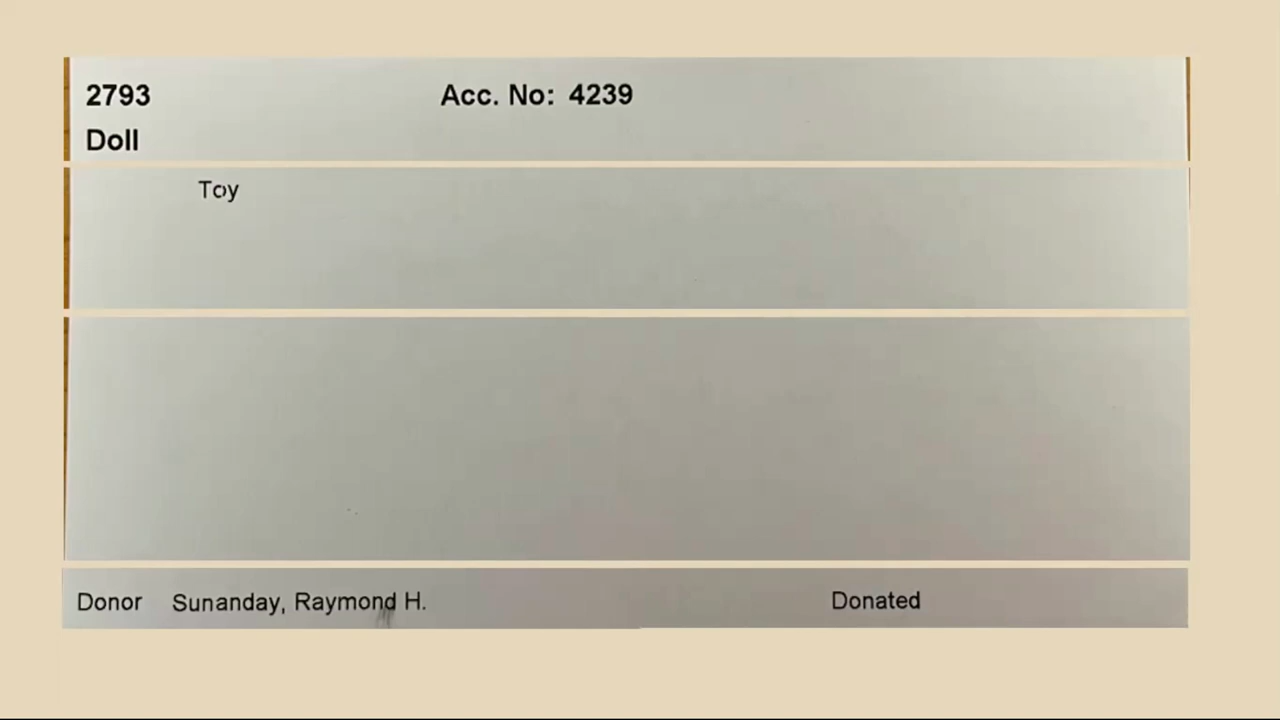 2793 Acc. No: 4239
Doll
Toy
Donor Sunanday, Raymond H. Donated